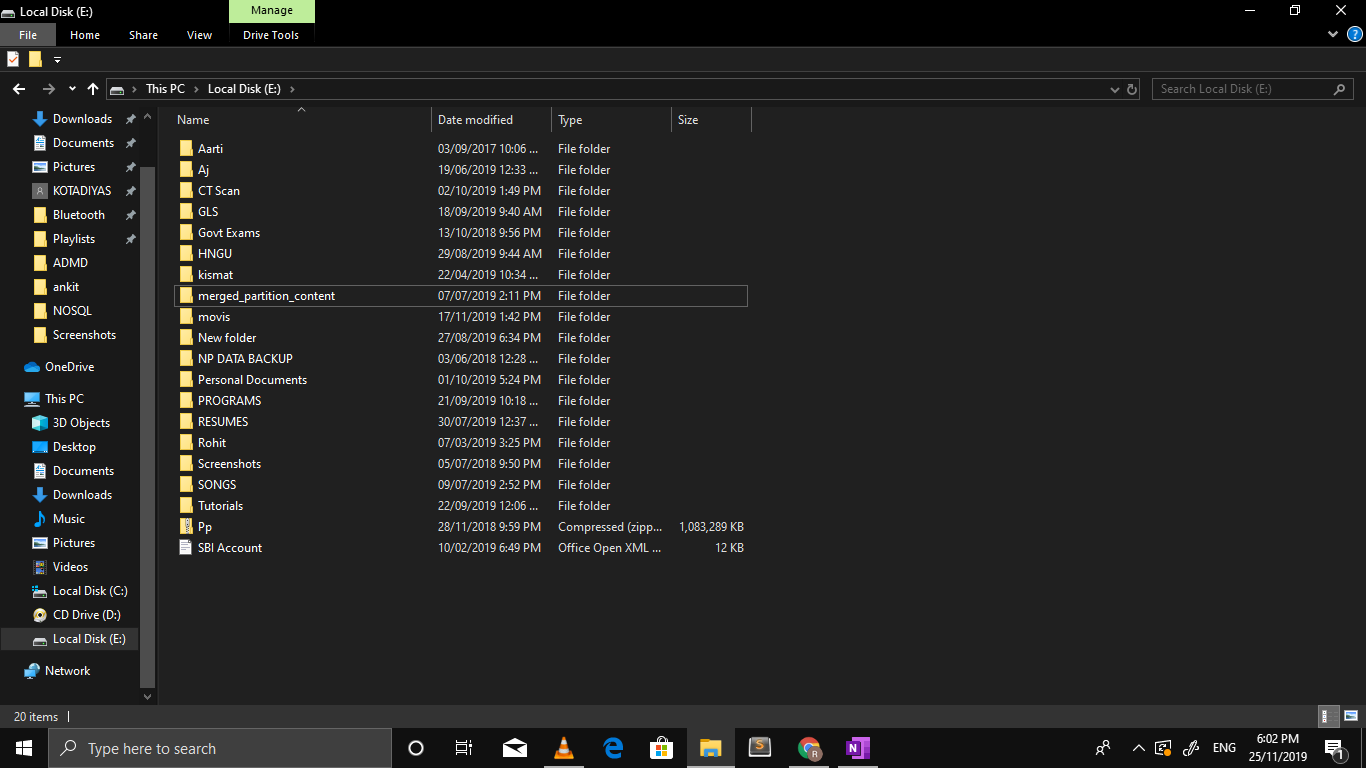 Local Disk (E:)
Manage
File Home Share View Drive Tools
This PC Local Disk (E:)
Search Local Disk (E:)
Downloads
Documents
Pictures
KOTADIYAS
Bluetooth
Playlists
ADMD
ankit
NOSQL
Screenshots
OneDrive
This PC
3D Objects
Desktop
Documents
Downloads
Music
Pictures
Videos
Local Disk (C:)
CD Drive (D:)
Local Disk (E:)
Network
Name Date modified Type Size
Aarti 03/09/2017 10:06 ... File folder
Aj 19/06/2019 12:33 ... File folder
CT Scan 02/10/2019 1:49 PM File folder
GLS 18/09/2019 9:40 AM File folder
Govt Exams 13/10/2018 9:56 PM File folder
HNGU 29/08/2019 9:44 AM File folder
kismat 22/04/2019 10:34 ... File folder
merged_partition_content 07/07/2019 2:11 PM File folder
movis 17/11/2019 1:42 PM File folder
New folder 27/08/2019 6:34 PM File folder
NP DATA BACKUP 03/06/2018 12:28 ... File folder
Personal Documents 01/10/2019 5:24 PM File folder
PROGRAMS 21/09/2019 10:18 ... File folder
RESUMES 30/07/2019 12:37 ... File folder
Rohit 07/03/2019 3:25 PM File folder
Screenshots 05/07/2018 9:50 PM File folder
SONGS 09/07/2019 2:52 PM File folder
Tutorials 22/09/2019 12:06 ... File folder
Pp 28/11/2018 9:59 PM Compressed (zipp... 1,083,289 KB
SBI Account 10/02/2019 6:49 PM Office Open XML ... 12 KB
20 items
Type here to search
ENG
6:02 PM
25/11/2019
1